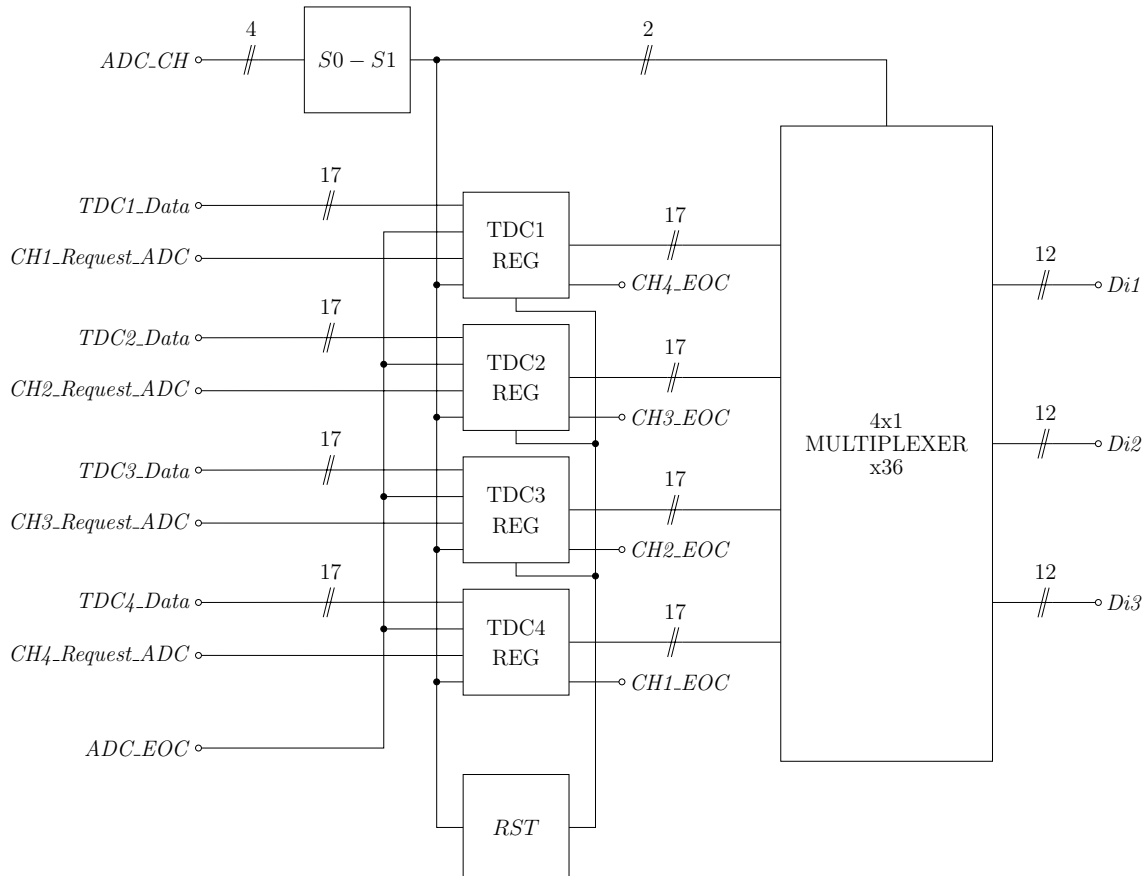 4
2
ADC_CH
S0 − S1
17
TDC1_Data
TDC1
REG
17
CH1_Request_ADC
CH4_EOC
12
Di1
17
TDC2_Data
TDC2
REG
17
CH2_Request_ADC
CH3_EOC
4x1
MULTIPLEXER
x36
12
Di2
17
TDC3_Data
TDC3
REG
17
CH3_Request_ADC
CH2_EOC
12
Di3
17
TDC4_Data
TDC4
REG
17
CH4_Request_ADC
CH1_EOC
ADC_EOC
RST